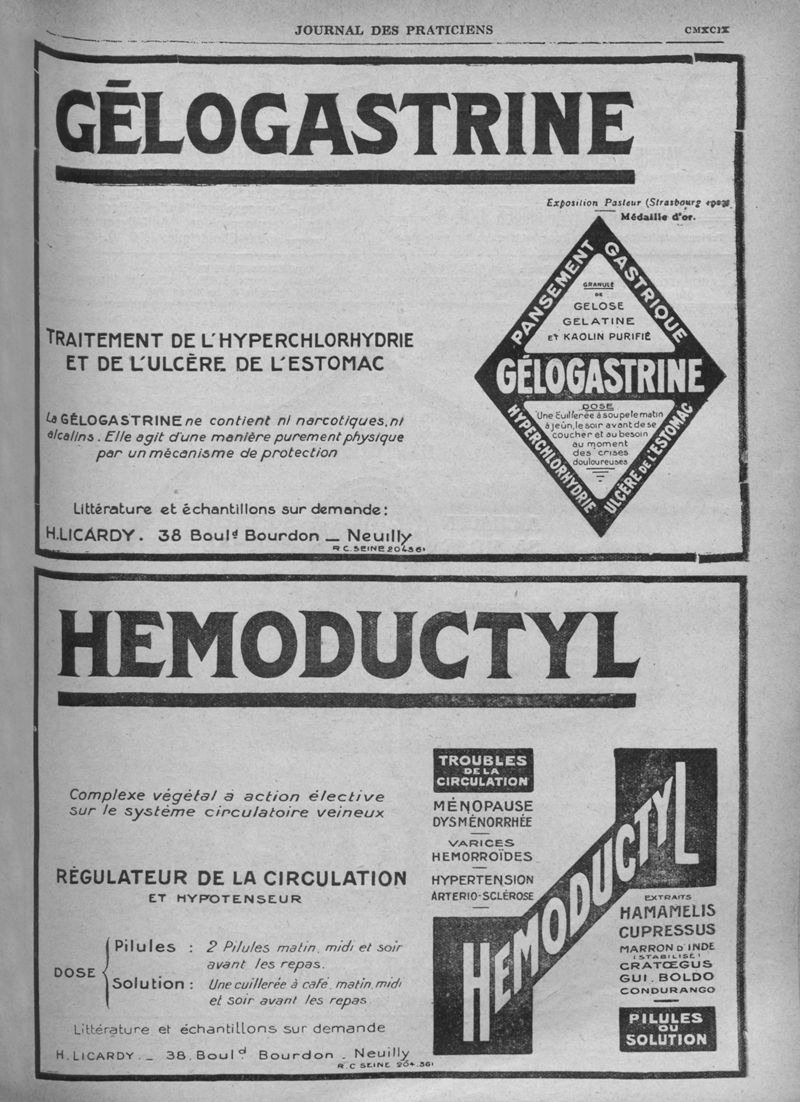 JOURNAL DES PRATICIENS
CMXCIX
GÉLOGASTRINE
Exposition Pasteur (Strasbourg
Médaille d'or.
TRAITEMENT DE L'HYPERCHLORHYDRIE
ET DE L'ULCÈRE DE L'ESTOMAC
La GÉLOGASTRINE ne contient ni narcotiques, ni
alcalins. Elle agit d'une manière purement physique
par un mécanisme de protection
Littérature et échantillons sur demande:
H. LICARDY. 38 Boulᵈ Bourdon _ Neuilly
R.C. SEINE 204.361
PANSEMENT GASTRIQUE
GRANULÉ
DE
GELOSE
GELATINE
ET KAOLIN PURIFIÉ
GÉLOGASTRINE
DOSE
Une Cuillerée à soupe le matin
à jeûn, le soir avant de se
coucher et au besoin
au moment
des crises
douloureuses
HYPERCHLORHYDRIE
ULCÈRE DE L'ESTOMAC
HEMODUCTYL
Complexe végétal à action élective
sur le système circulatoire veineux
RÉGULATEUR DE LA CIRCULATION
ET HYPOTENSEUR
DOSE
Pilules : 2 Pilules matin, midi et soir
avant les repas.
Solution : Une cuillerée à café, matin, midi
et soir avant les repas
Littérature et échantillons sur demande
H. LICARDY. _ 38. Boulᵈ. Bourdon . Neuilly
R.C SEINE 204.361
TROUBLES
DE LA
CIRCULATION
MÉNOPAUSE
DYSMÉNORRHÉE
VARICES
HEMORROÏDES
HYPERTENSION
ARTERIO-SCLÉROSE
HEMODUCTYL
EXTRAITS
HAMAMELIS
CUPRESSUS
MARRON D'INDE
(STABILISÉ)
CRATŒGUS
GUI. BOLDO
CONDURANGO
PILULES
OU
SOLUTION